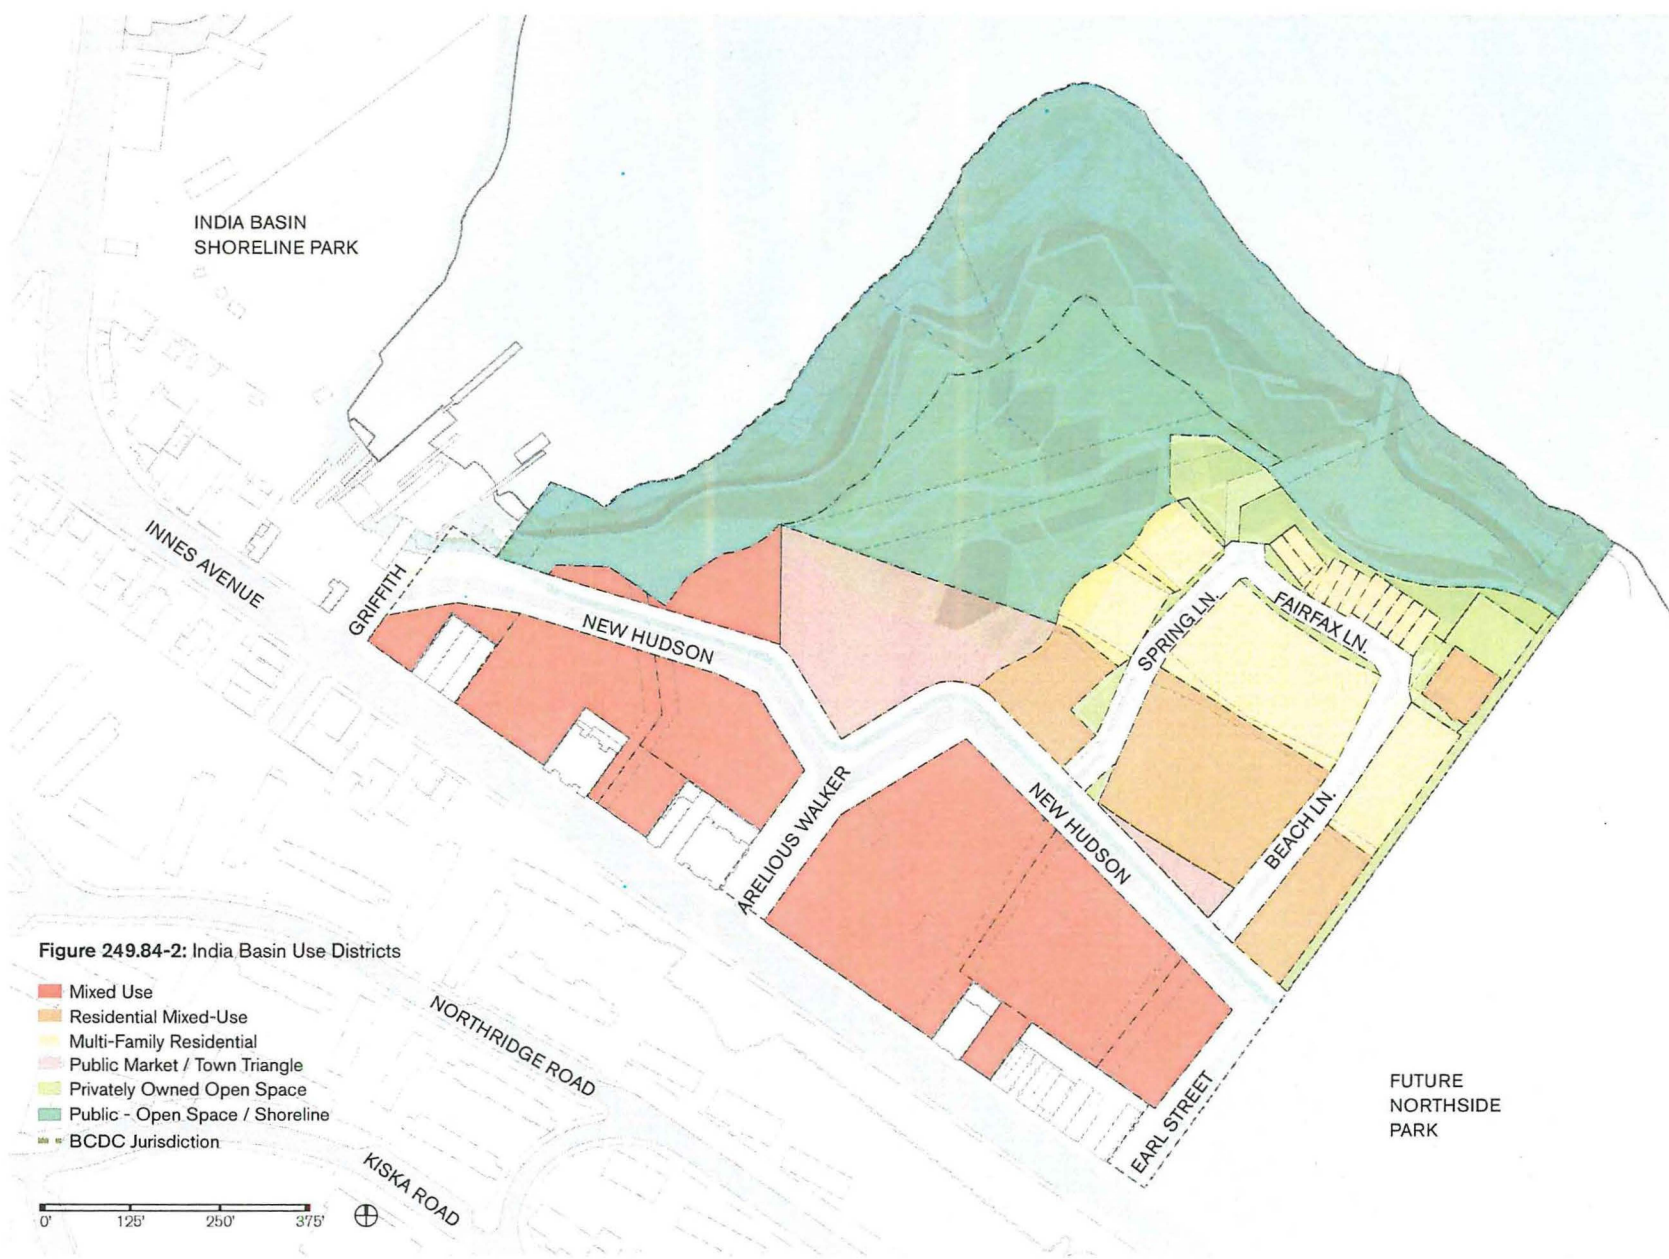 INDIA BASIN
SHORELINE PARK
INNES AVENUE
GRIFFITH
NEW HUDSON
SPRING LN.
FAIRFAX LN.
ARELIOUS WALKER
NEW HUDSON
BEACH LN.
Figure 249.84-2: India Basin Use Districts
Mixed Use
Residential Mixed-Use
Multi-Family Residential
Public Market / Town Triangle
Privately Owned Open Space
Public - Open Space / Shoreline
BCDC Jurisdiction
NORTHRIDGE ROAD
KISKA ROAD
EARL STREET
FUTURE
NORTHSIDE
PARK
0' 125' 250' 375'